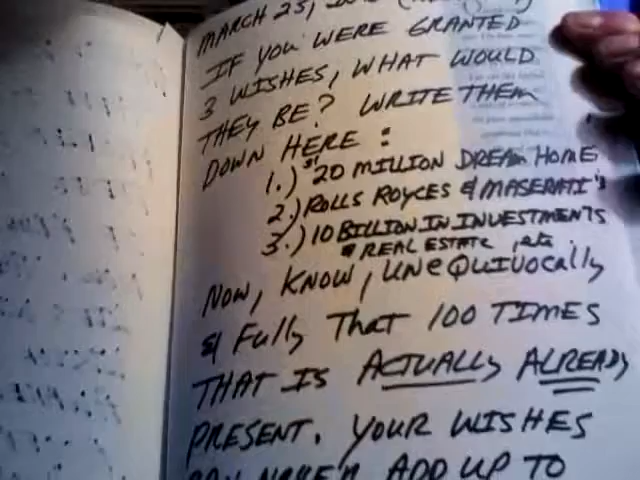 MARCH 23,
IF YOU WERE GRANTED
3 WISHES, WHAT WOULD
THEY BE? WRITE THEM
DOWN HERE:
1.) $20 MILLION DREAM HOME
2.) ROLLS ROYCES & MASERATI'S
3.) 10 BILLION IN INVESTMENTS
& REAL ESTATE, etc.
NOW, KNOW, UNEQUIVOCALLY
& FULLY THAT 100 TIMES
THAT IS ACTUALLY ALREADY
PRESENT. YOUR WISHES
ADD UP TO